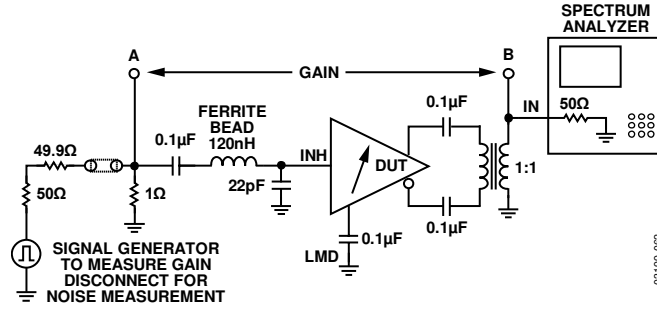 SPECTRUM
ANALYZER
A
GAIN
B
IN
50Ω
FERRITE
BEAD
120nH
0.1µF
0.1µF
49.9Ω
50Ω
1Ω
22pF
INH
DUT
1:1
0.1µF
0.1µF
LMD
SIGNAL GENERATOR
TO MEASURE GAIN
DISCONNECT FOR
NOISE MEASUREMENT